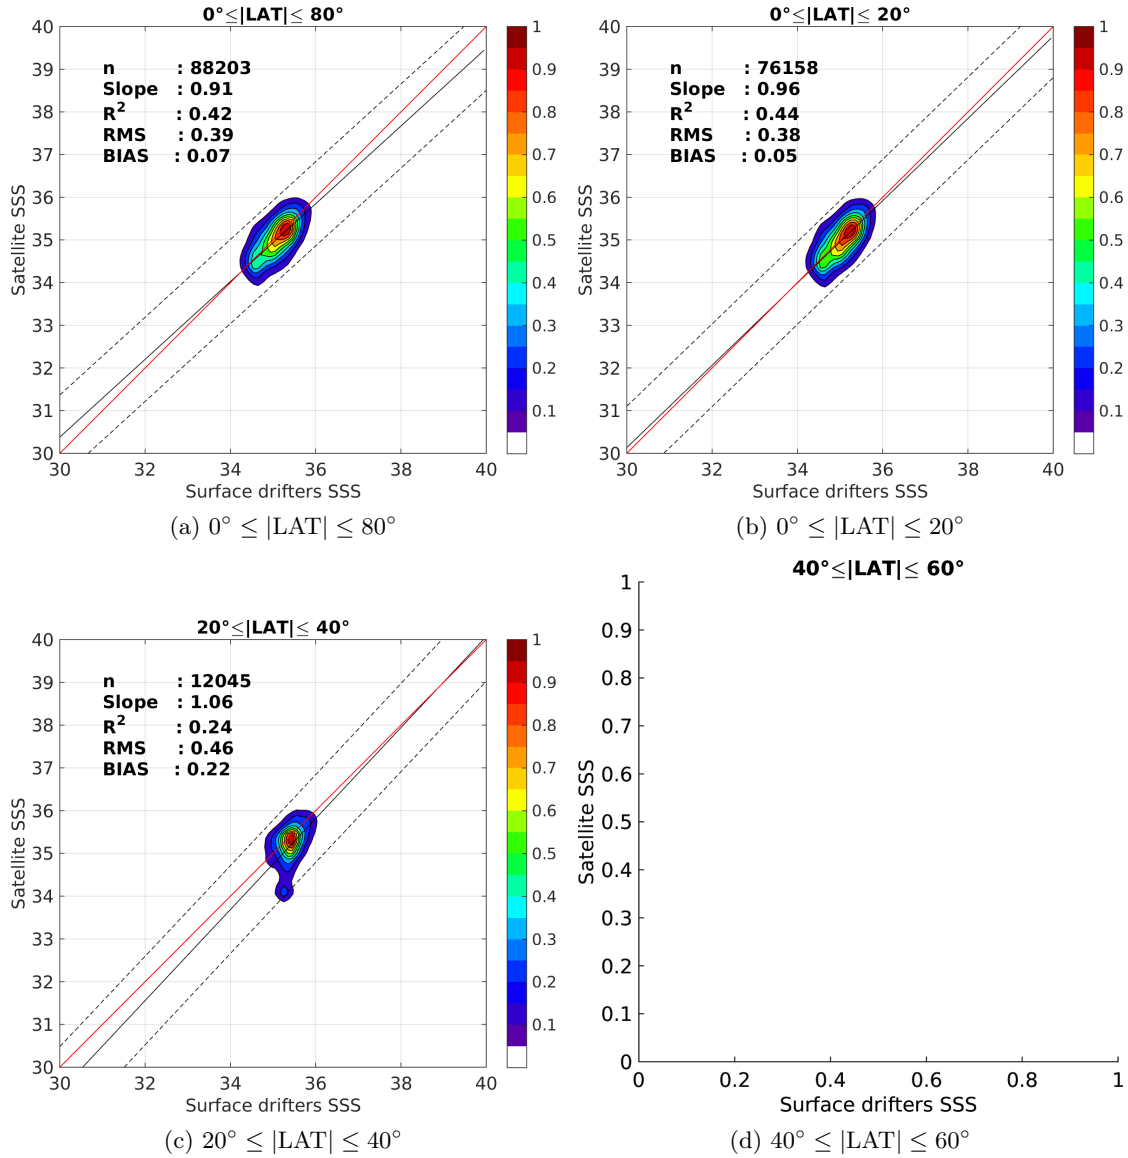 0°≤|LAT|≤ 80°
40
39
38
37
36
35
34
33
32
31
30
30 32 34 36 38 40
Satellite SSS
Surface drifters SSS
n : 88203
Slope : 0.91
R2 : 0.42
RMS : 0.39
BIAS : 0.07
1
0.9
0.8
0.7
0.6
0.5
0.4
0.3
0.2
0.1
(a) 0° ≤ |LAT| ≤ 80°
0°≤|LAT|≤ 20°
40
39
38
37
36
35
34
33
32
31
30
30 32 34 36 38 40
Satellite SSS
Surface drifters SSS
n : 76158
Slope : 0.96
R2 : 0.44
RMS : 0.38
BIAS : 0.05
1
0.9
0.8
0.7
0.6
0.5
0.4
0.3
0.2
0.1
(b) 0° ≤ |LAT| ≤ 20°
20°≤|LAT|≤ 40°
40
39
38
37
36
35
34
33
32
31
30
30 32 34 36 38 40
Satellite SSS
Surface drifters SSS
n : 12045
Slope : 1.06
R2 : 0.24
RMS : 0.46
BIAS : 0.22
1
0.9
0.8
0.7
0.6
0.5
0.4
0.3
0.2
0.1
(c) 20° ≤ |LAT| ≤ 40°
40°≤|LAT|≤ 60°
1
0.9
0.8
0.7
0.6
0.5
0.4
0.3
0.2
0.1
0
0 0.2 0.4 0.6 0.8 1
Satellite SSS
Surface drifters SSS
(d) 40° ≤ |LAT| ≤ 60°